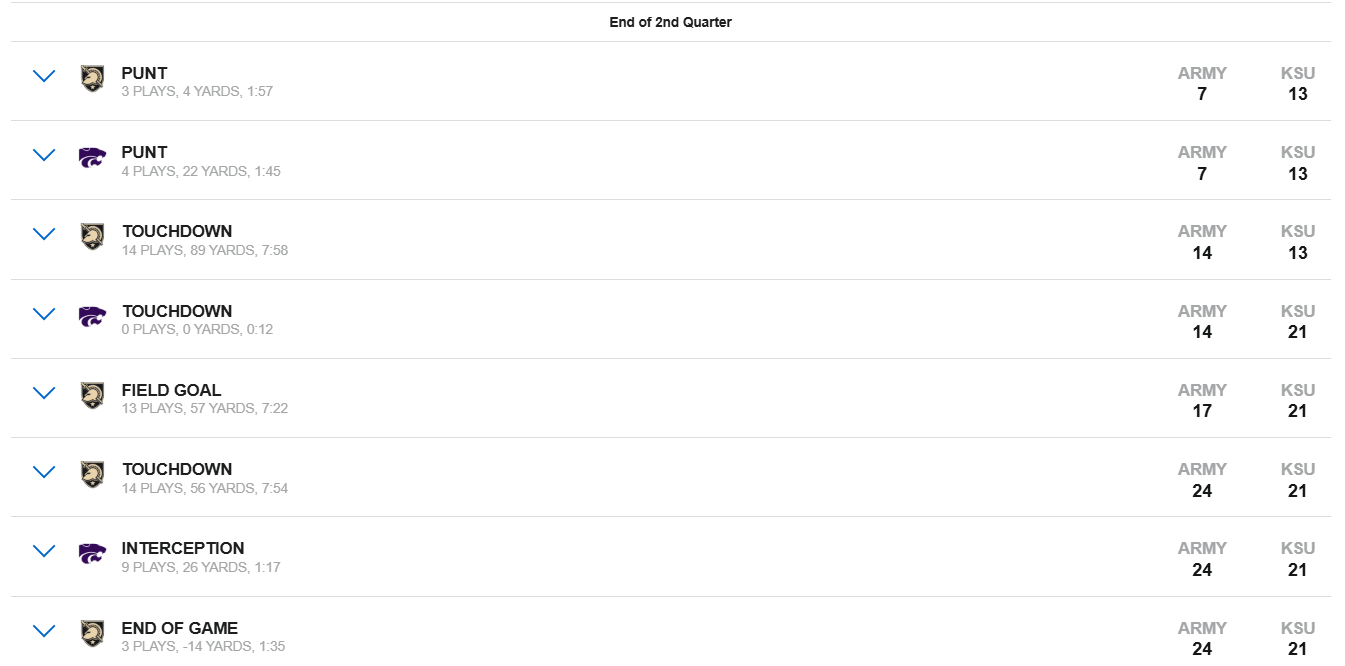 End of 2nd Quarter
PUNT
3 PLAYS, 4 YARDS, 1:57
ARMY KSU
7 13
PUNT
4 PLAYS, 22 YARDS, 1:45
ARMY KSU
7 13
TOUCHDOWN
14 PLAYS, 89 YARDS, 7:58
ARMY KSU
14 13
TOUCHDOWN
0 PLAYS, 0 YARDS, 0:12
ARMY KSU
14 21
FIELD GOAL
13 PLAYS, 57 YARDS, 7:22
ARMY KSU
17 21
TOUCHDOWN
14 PLAYS, 56 YARDS, 7:54
ARMY KSU
24 21
INTERCEPTION
9 PLAYS, 26 YARDS, 1:17
ARMY KSU
24 21
END OF GAME
3 PLAYS, -14 YARDS, 1:35
ARMY KSU
24 21